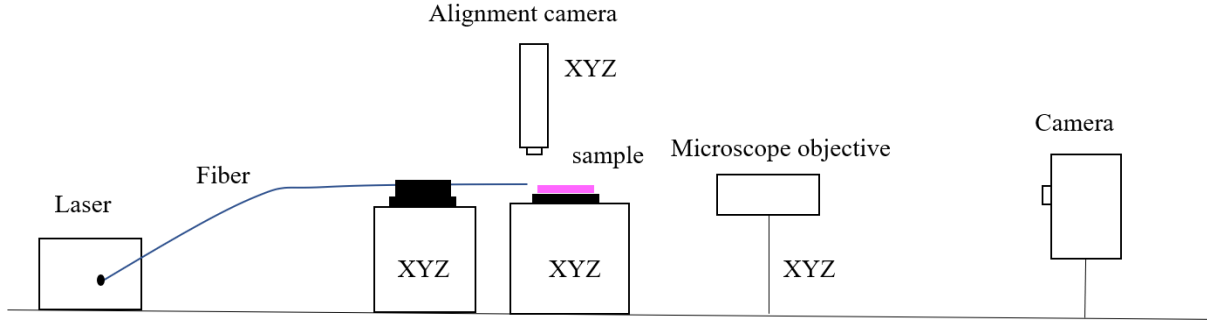 Alignment camera
XYZ
Camera
sample
Microscope objective
Fiber
Laser
XYZ
XYZ
XYZ